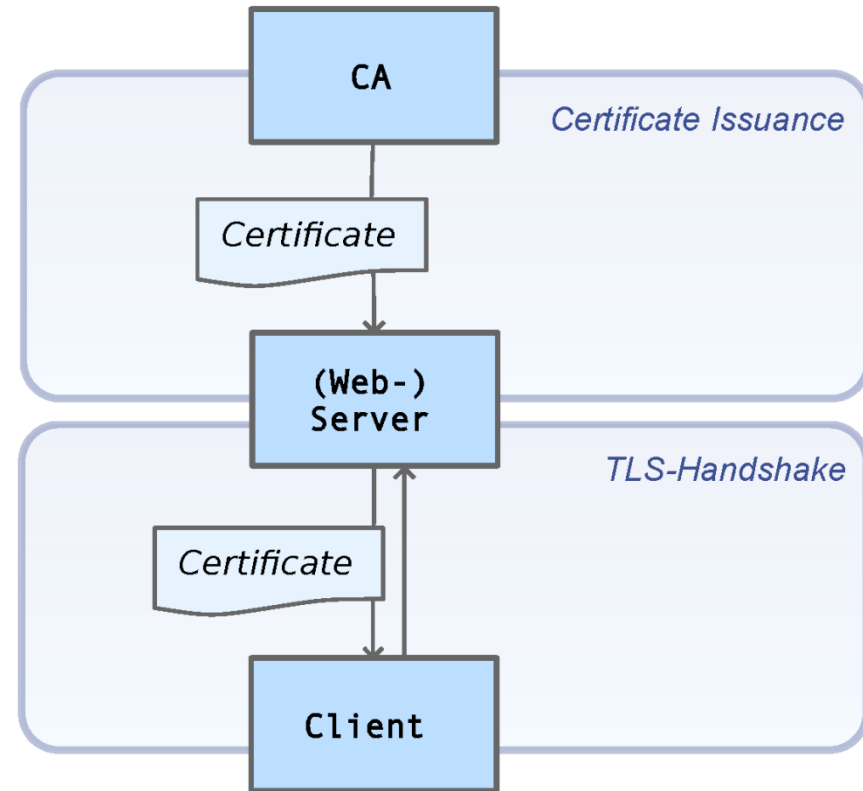 CA
Certificate Issuance
Certificate
(Web-)
Server
TLS-Handshake
Certificate
Client